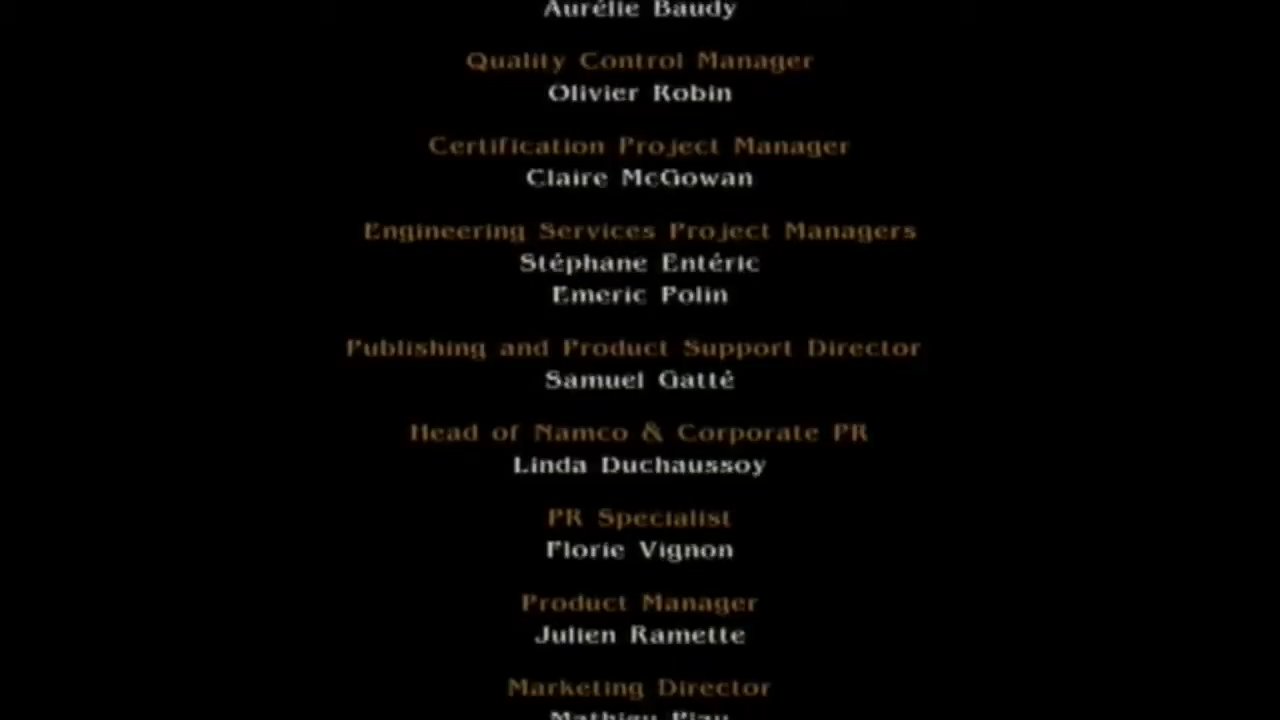 Aurélie Baudy
Quality Control Manager
Olivier Robin
Certification Project Manager
Claire McGowan
Engineering Services Project Managers
Stéphane Entéric
Emeric Polin
Publishing and Product Support Director
Samuel Gatté
Head of Namco & Corporate PR
Linda Duchaussoy
PR Specialist
Florie Vignon
Product Manager
Julien Ramette
Marketing Director
Mathieu